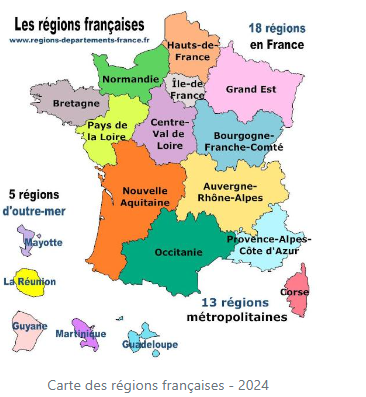 Les régions françaises
www.regions-departements-france.fr
18 régions
en France
Hauts-de-
France
Normandie
Île-de
France
Grand Est
Bretagne
Pays de
la Loire
Centre-
Val de
Loire
Bourgogne-
Franche-Comté
Nouvelle
Aquitaine
Auvergne-
Rhône-Alpes
5 régions
d'outre-mer
Mayotte
Occitanie
Provence-Alpes-
Côte d'Azur
La Réunion
Corse
13 régions
métropolitaines
Guyane
Martinique
Guadeloupe
Carte des régions françaises - 2024